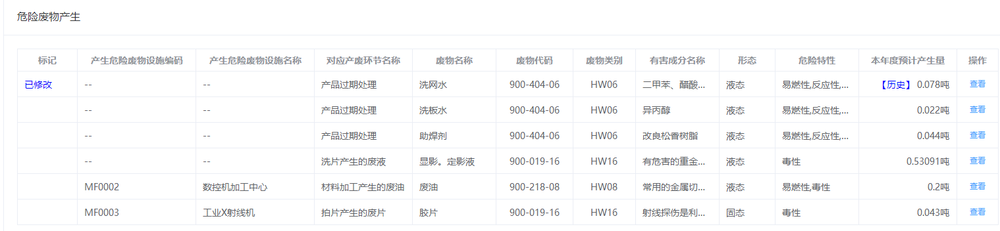 危险废物产生
标记 产生危险废物设施编码 产生危险废物设施名称 对应产废环节名称 废物名称 废物代码 废物类别 有害成分名称 形态 危险特性 本年度预计产生量 操作
已修改 -- -- 产品过期处理 洗网水 900-404-06 HW06 二甲苯、醋酸... 液态 易燃性,反应性,... 【历史】 0.078吨 查看
-- -- 产品过期处理 洗板水 900-404-06 HW06 异丙醇 液态 易燃性,反应性,... 0.022吨 查看
-- -- 产品过期处理 助焊剂 900-404-06 HW06 改良松香树脂 液态 易燃性,反应性,... 0.044吨 查看
-- -- 洗片产生的废液 显影。定影液 900-019-16 HW16 有危害的重金... 液态 毒性 0.53091吨 查看
MF0002 数控机加工中心 材料加工产生的废油 废油 900-218-08 HW08 常用的金属切... 液态 易燃性,毒性 0.2吨 查看
MF0003 工业X射线机 拍片产生的废片 胶片 900-019-16 HW16 射线探伤是利... 固态 毒性 0.043吨 查看